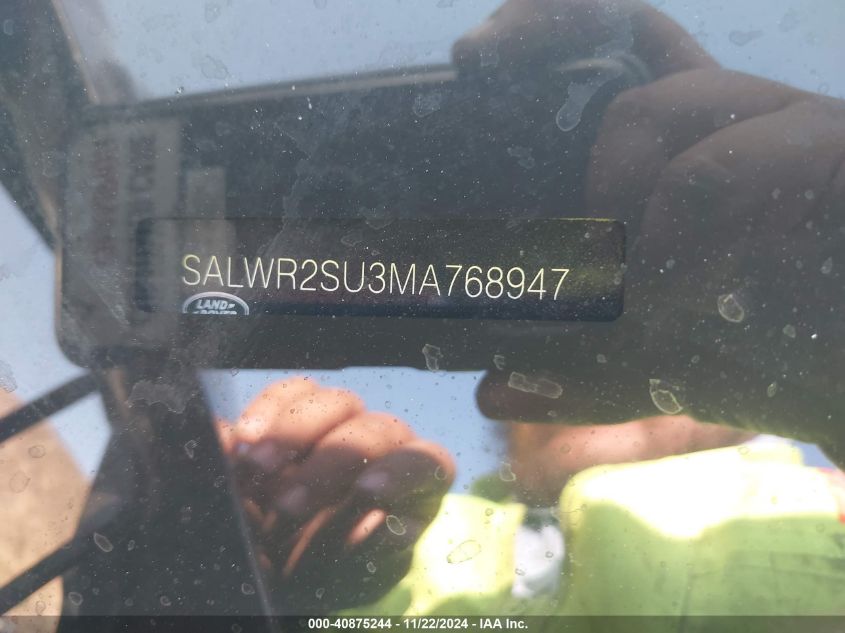 SALWR2SU3MA768947
LAND-
ROVER
000-40875244 - 11/22/2024 - IAA Inc.